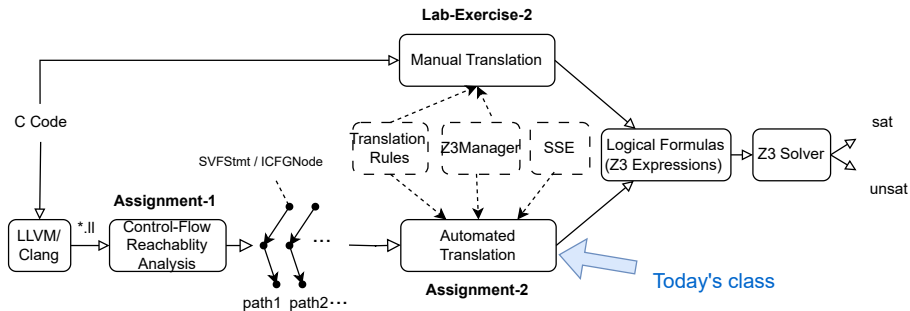 Lab-Exercise-2
Manual Translation
C Code
Translation
Rules
Z3Manager
SSE
Logical Formulas
(Z3 Expressions)
Z3 Solver
sat
unsat
SVFStmt / ICFGNode
Assignment-1
LLVM/
Clang
*.ll
Control-Flow
Reachablity
Analysis
...
path1
path2...
Automated
Translation
Assignment-2
Today's class